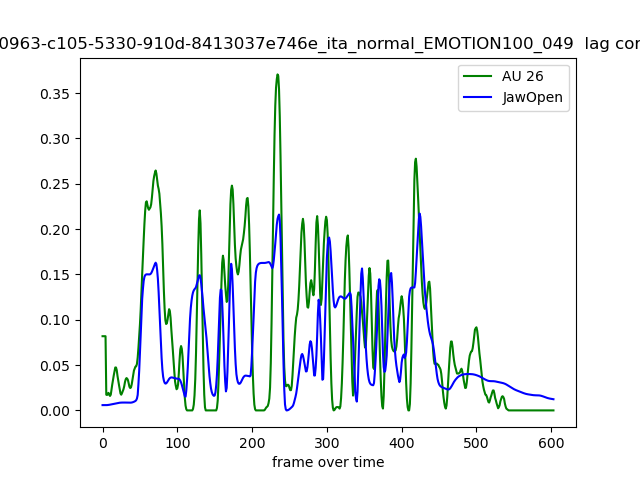 0963-c105-5330-910d-8413037e746e_ita_normal_EMOTION100_049 lag cor
AU 26
JawOpen
0.35
0.30
0.25
0.20
0.15
0.10
0.05
0.00
0 100 200 300 400 500 600
frame over time